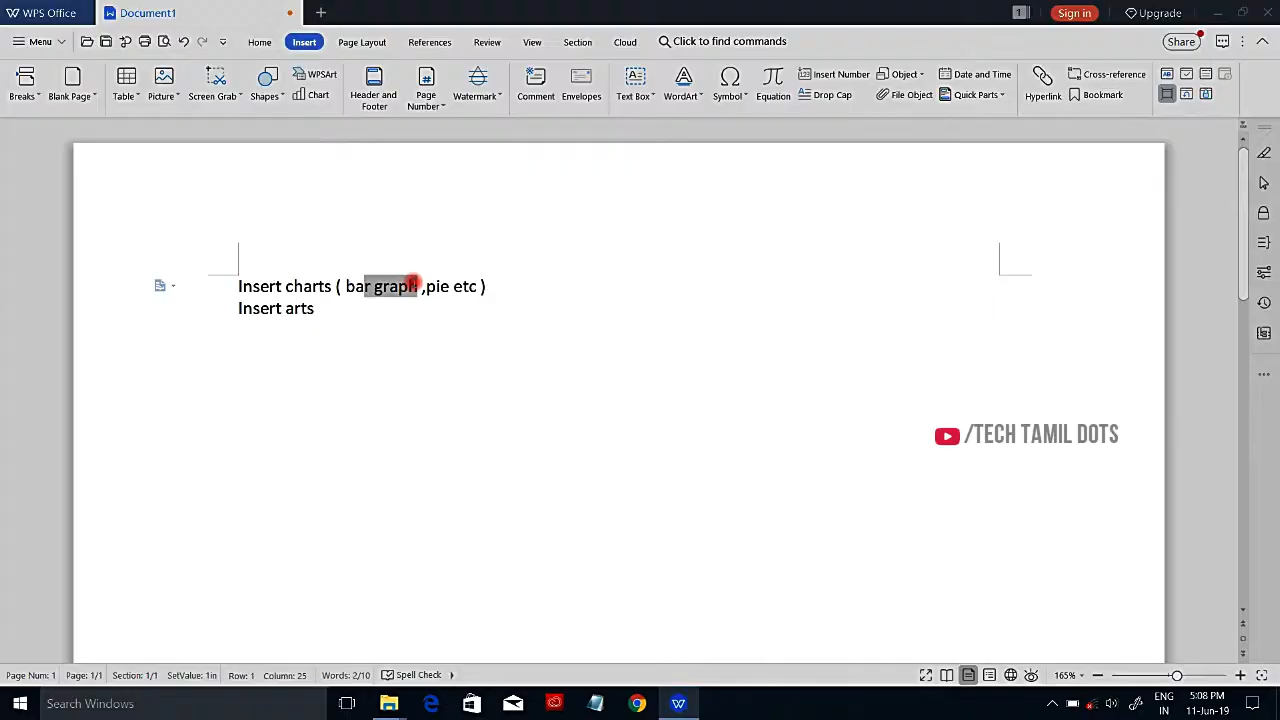 WPS Office
Document1
1
Sign in
Upgrade
Menu
Home
Insert
Page Layout
References
Review
View
Section
Cloud
Click to find commands
Share
Breaks
Blank Page
Table
Picture
Screen Grab
Shapes
WPSArt
Chart
Header and Footer
Page Number
Watermark
Comment
Envelopes
Text Box
WordArt
Symbol
Equation
Insert Number
Drop Cap
Object
File Object
Date and Time
Quick Parts
Hyperlink
Cross-reference
Bookmark
Insert charts ( bar graph ,pie etc )
Insert arts
/TECH TAMIL DOTS
Page Num: 1
Page: 1/1
Section: 1/1
SetValue: 1in
Row: 1
Column: 25
Words: 2/10
Spell Check
165%
Search Windows
ENG
IN
5:08 PM
11-Jun-19